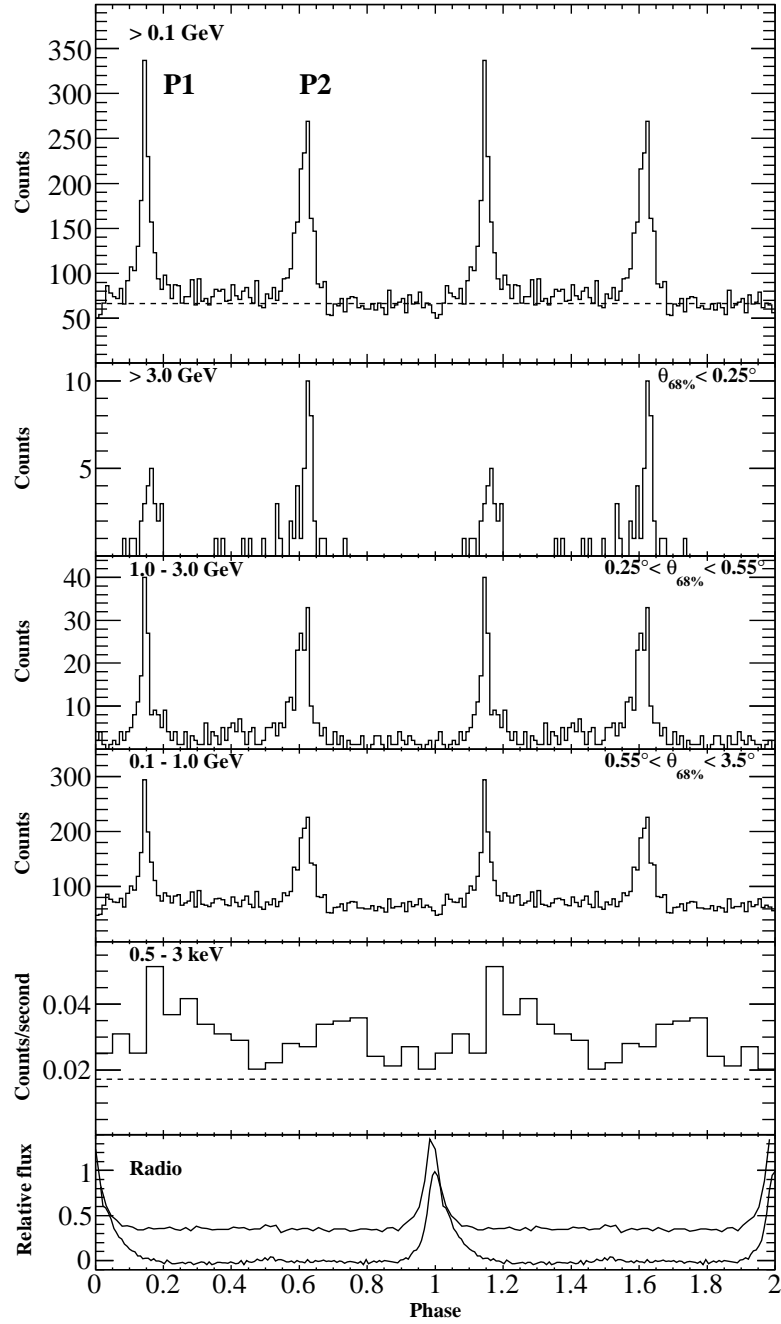 > 0.1 GeV
P1
P2
Counts
350
300
250
200
150
100
50
> 3.0 GeV
θ68% < 0.25°
Counts
10
5
1.0 - 3.0 GeV
0.25° < θ68% < 0.55°
Counts
40
30
20
10
0.1 - 1.0 GeV
0.55° < θ68% < 3.5°
Counts
300
200
100
0.5 - 3 keV
Counts/second
0.04
0.02
Radio
Relative flux
1
0.5
0
0 0.2 0.4 0.6 0.8 1 1.2 1.4 1.6 1.8 2
Phase